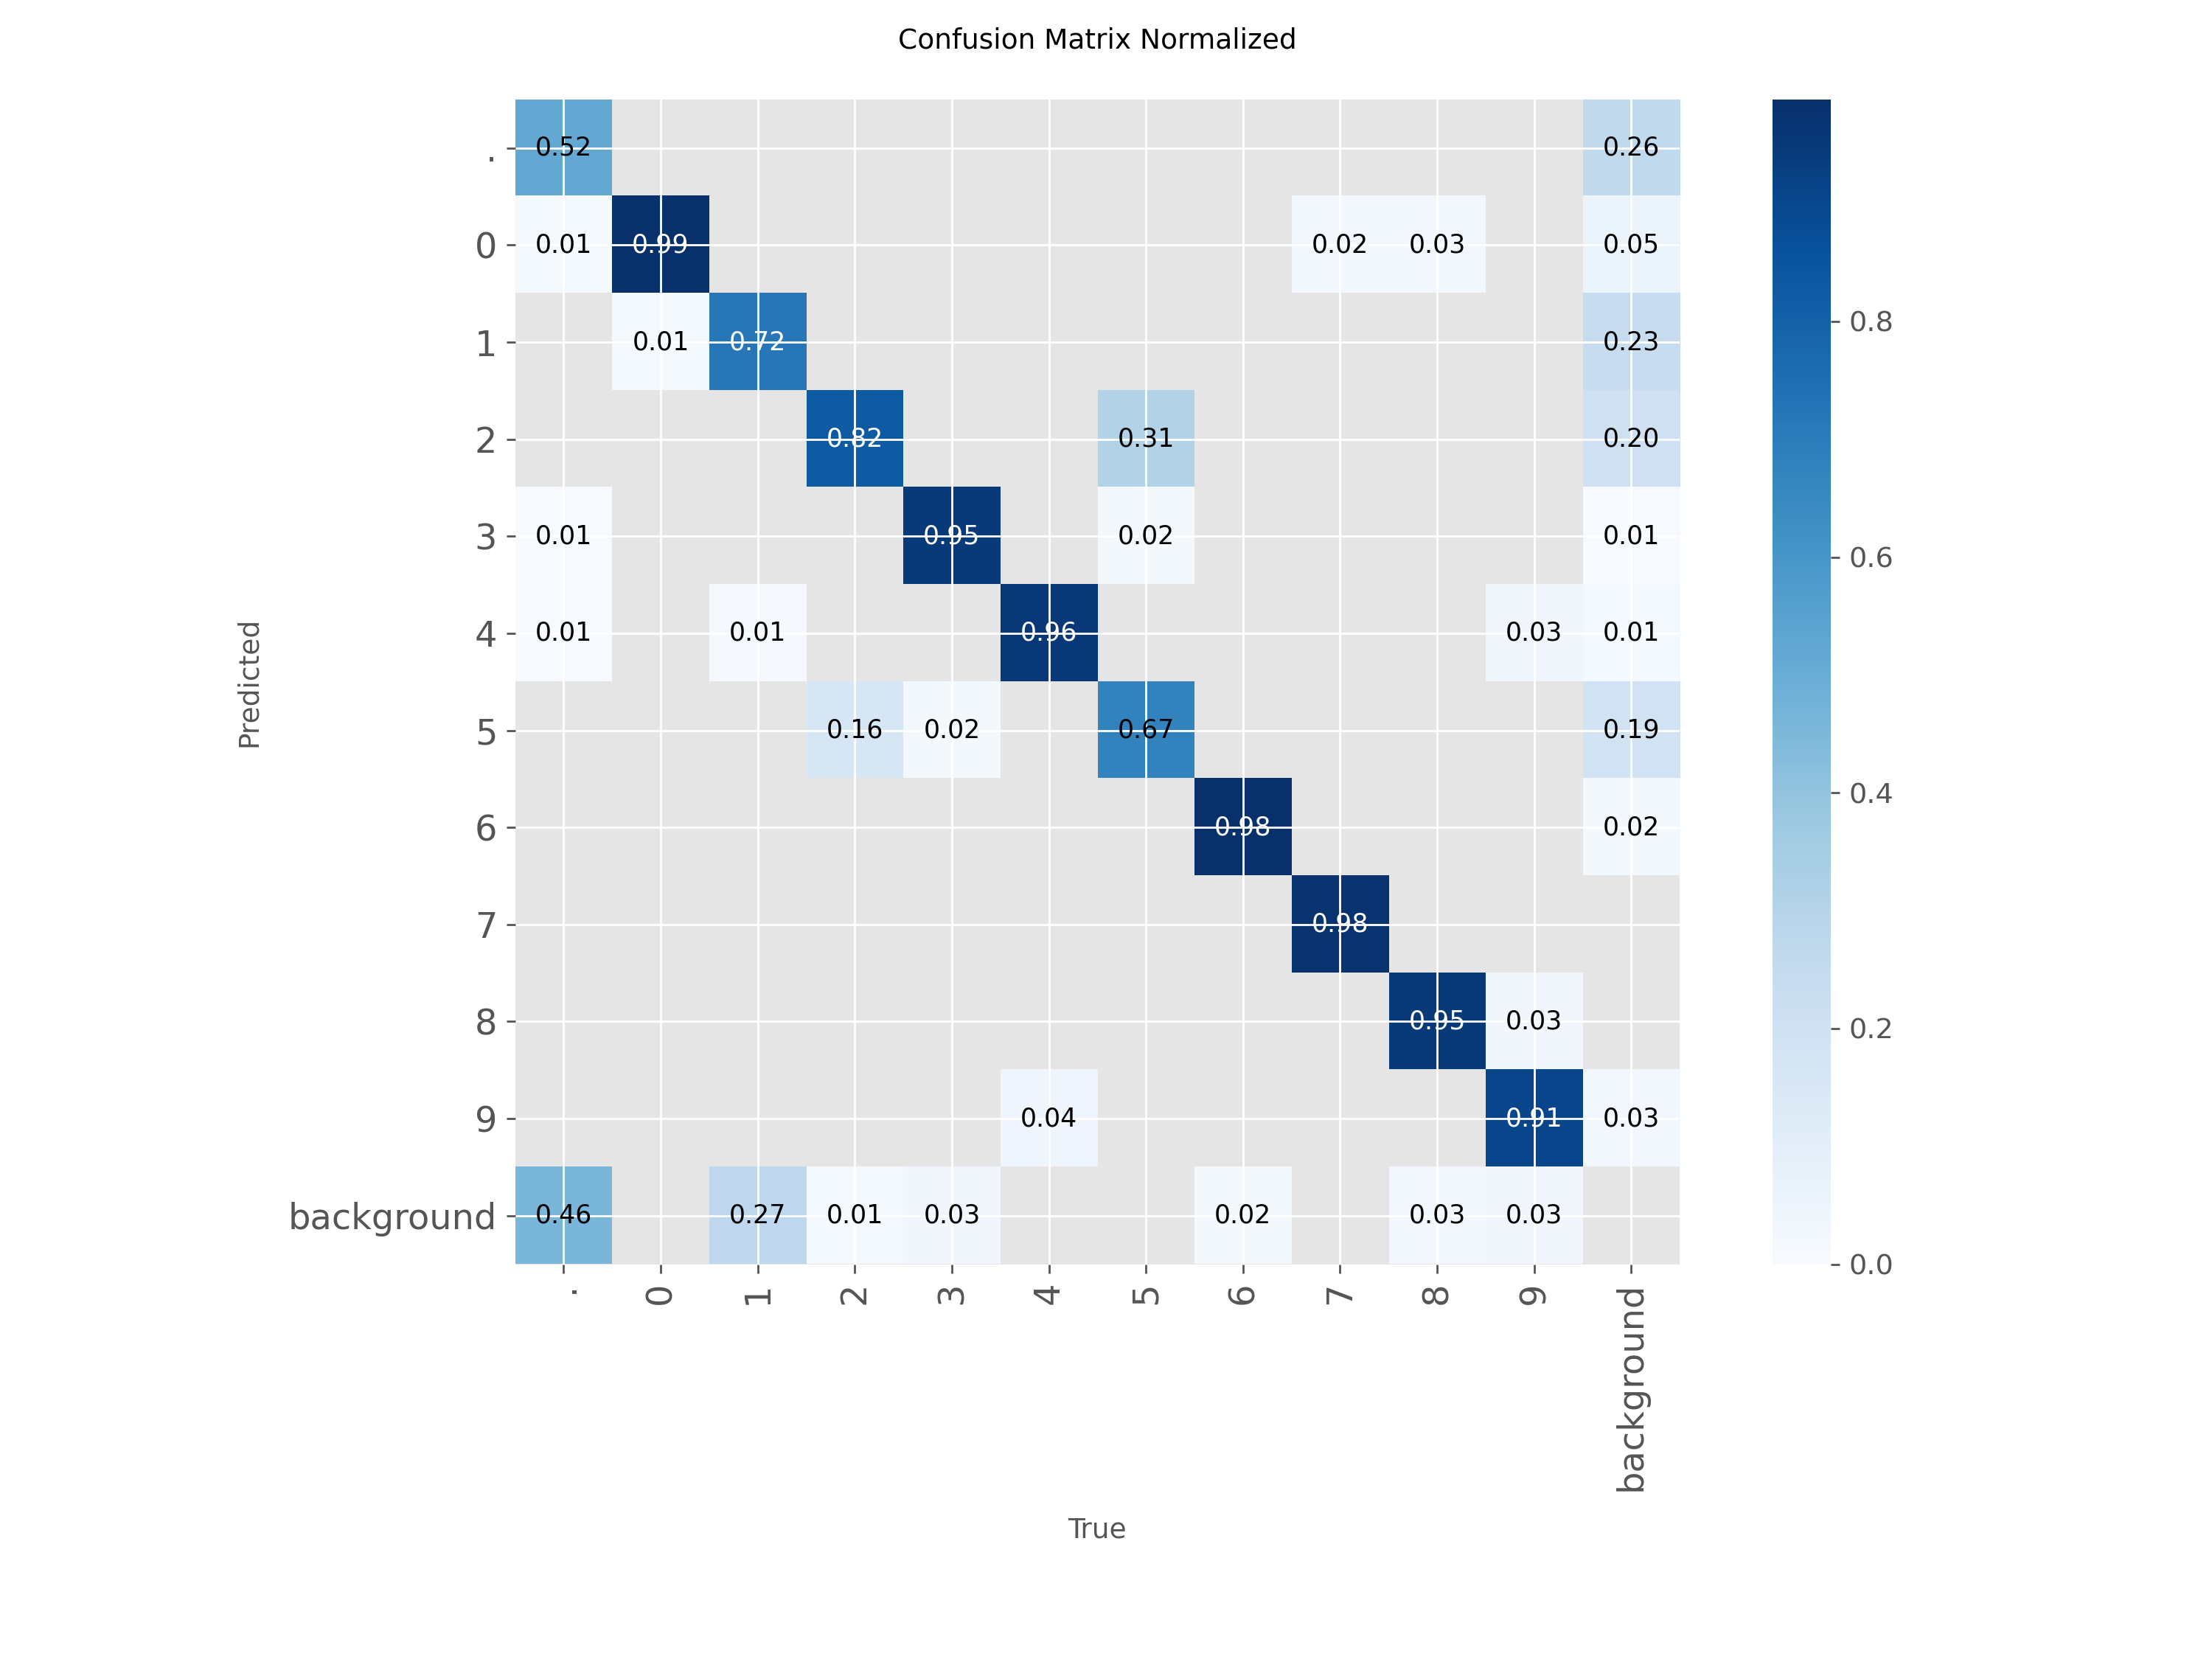 Confusion Matrix Normalized
. 0.52 0.26
0 0.01 0.99 0.02 0.03 0.05
1 0.01 0.72 0.23
2 0.82 0.31 0.20
3 0.01 0.95 0.02 0.01
4 0.01 0.01 0.96 0.03 0.01
5 0.16 0.02 0.67 0.19
6 0.98 0.02
7 0.98
8 0.95 0.03
9 0.04 0.91 0.03
background 0.46 0.27 0.01 0.03 0.02 0.03 0.03
. 0 1 2 3 4 5 6 7 8 9 background
Predicted
True
0.8
0.6
0.4
0.2
0.0